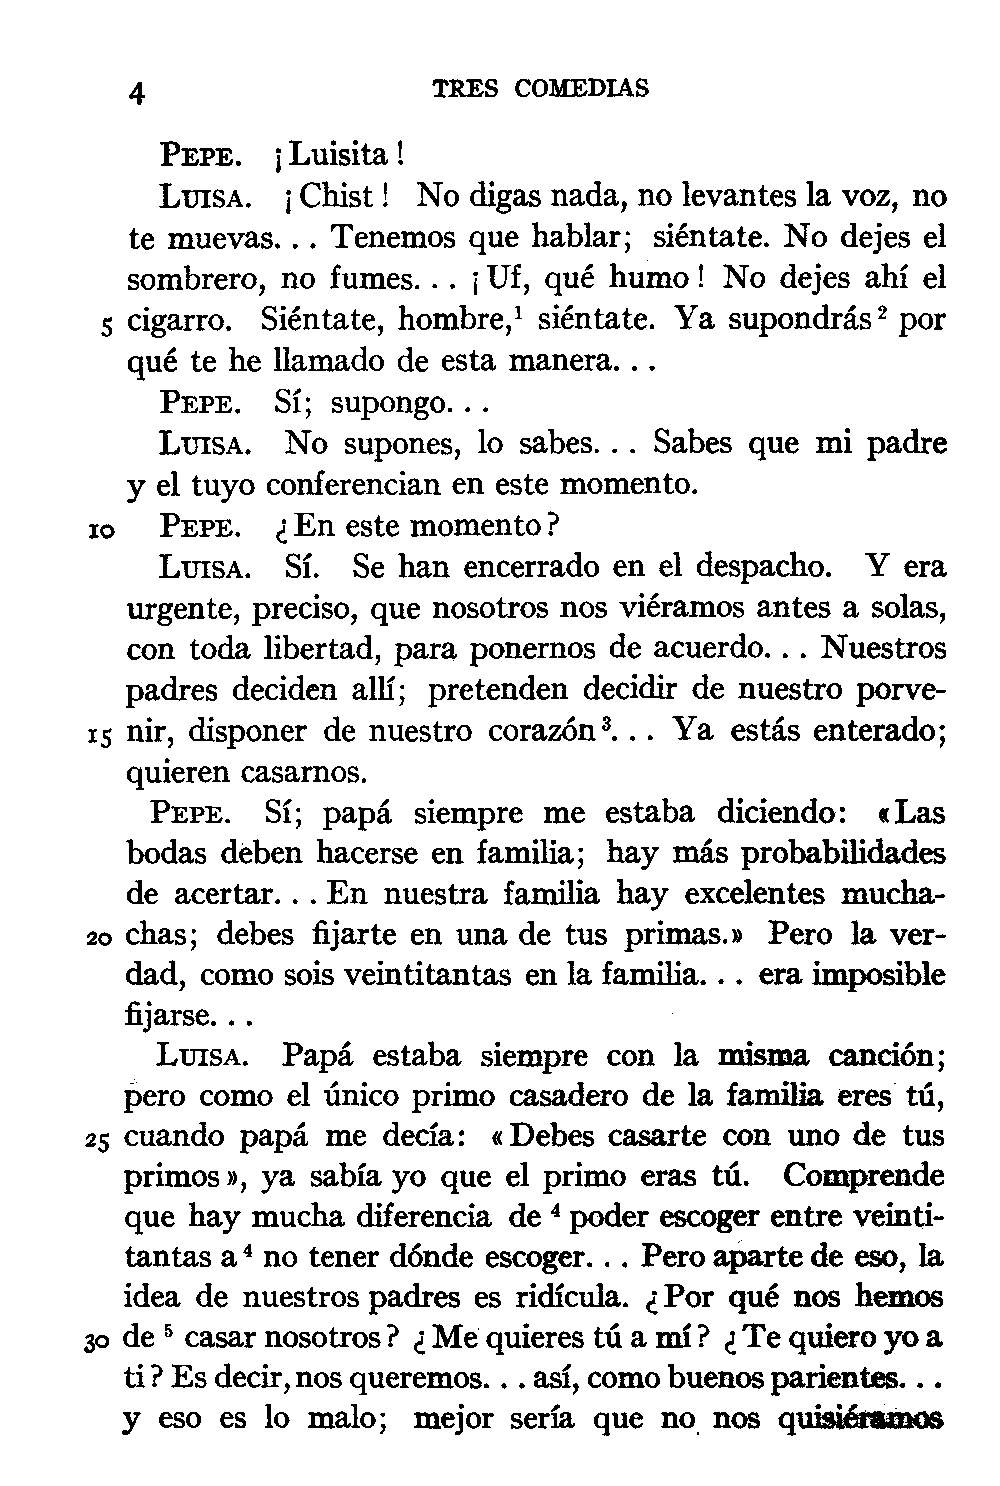 4 TRES COMEDIAS
PEPE. ¡Luisita!
LUISA. ¡Chist! No digas nada, no levantes la voz, no
te muevas... Tenemos que hablar; siéntate. No dejes el
sombrero, no fumes... ¡Uf, qué humo! No dejes ahí el
5 cigarro. Siéntate, hombre,¹ siéntate. Ya supondrás² por
qué te he llamado de esta manera...
PEPE. Sí; supongo...
LUISA. No supones, lo sabes... Sabes que mi padre
y el tuyo conferencian en este momento.
10 PEPE. ¿En este momento?
LUISA. Sí. Se han encerrado en el despacho. Y era
urgente, preciso, que nosotros nos viéramos antes a solas,
con toda libertad, para ponernos de acuerdo... Nuestros
padres deciden allí; pretenden decidir de nuestro porve-
15 nir, disponer de nuestro corazón³... Ya estás enterado;
quieren casarnos.
PEPE. Sí; papá siempre me estaba diciendo: «Las
bodas deben hacerse en familia; hay más probabilidades
de acertar... En nuestra familia hay excelentes mucha-
20 chas; debes fijarte en una de tus primas.» Pero la ver-
dad, como sois veintitantas en la familia... era imposible
fijarse...
LUISA. Papá estaba siempre con la misma canción;
pero como el único primo casadero de la familia eres tú,
25 cuando papá me decía: «Debes casarte con uno de tus
primos», ya sabía yo que el primo eras tú. Comprende
que hay mucha diferencia de⁴ poder escoger entre veinti-
tantas a⁴ no tener dónde escoger... Pero aparte de eso, la
idea de nuestros padres es ridícula. ¿Por qué nos hemos
30 de⁵ casar nosotros? ¿Me quieres tú a mí? ¿Te quiero yo a
ti? Es decir, nos queremos... así, como buenos parientes...
y eso es lo malo; mejor sería que no nos quisiéramos